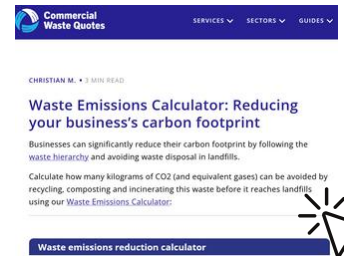 Commercial
Waste Quotes
SERVICES
SECTORS
GUIDES
CHRISTIAN M. • 3 MIN READ
Waste Emissions Calculator: Reducing
your business's carbon footprint
Businesses can significantly reduce their carbon footprint by following the
waste hierarchy and avoiding waste disposal in landfills.
Calculate how many kilograms of CO2 (and equivalent gases) can be avoided by
recycling, composting and incinerating this waste before it reaches landfills
using our Waste Emissions Calculator:
Waste emissions reduction calculator